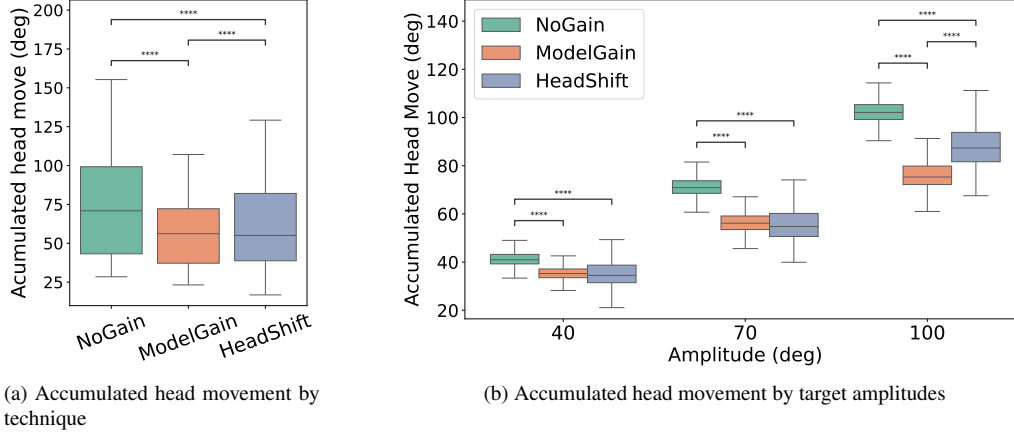 200
175
150
125
100
75
50
25
Acumulated head move (deg)
****
****
****
NoGain
ModelGain
HeadShift
(a) Accumulated head movement by
technique
140
120
100
80
60
40
20
Accumulated Head Move (deg)
NoGain
ModelGain
HeadShift
****
****
****
****
****
****
****
40
70
100
Amplitude (deg)
(b) Accumulated head movement by target amplitudes